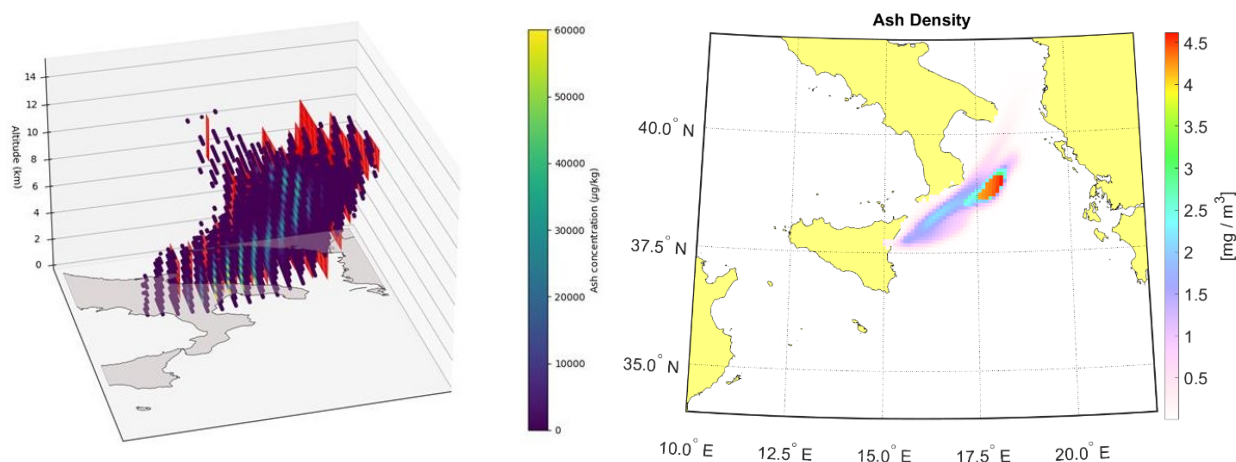 14
12
10
8
6
4
2
0
Altitude (km)
60000
50000
40000
30000
20000
10000
0
Ash concentration (µg/kg)
Ash Density
40.0° N
37.5° N
35.0° N
10.0° E
12.5° E
15.0° E
17.5° E
20.0° E
4.5
4
3.5
3
2.5
2
1.5
1
0.5
[mg / m³]